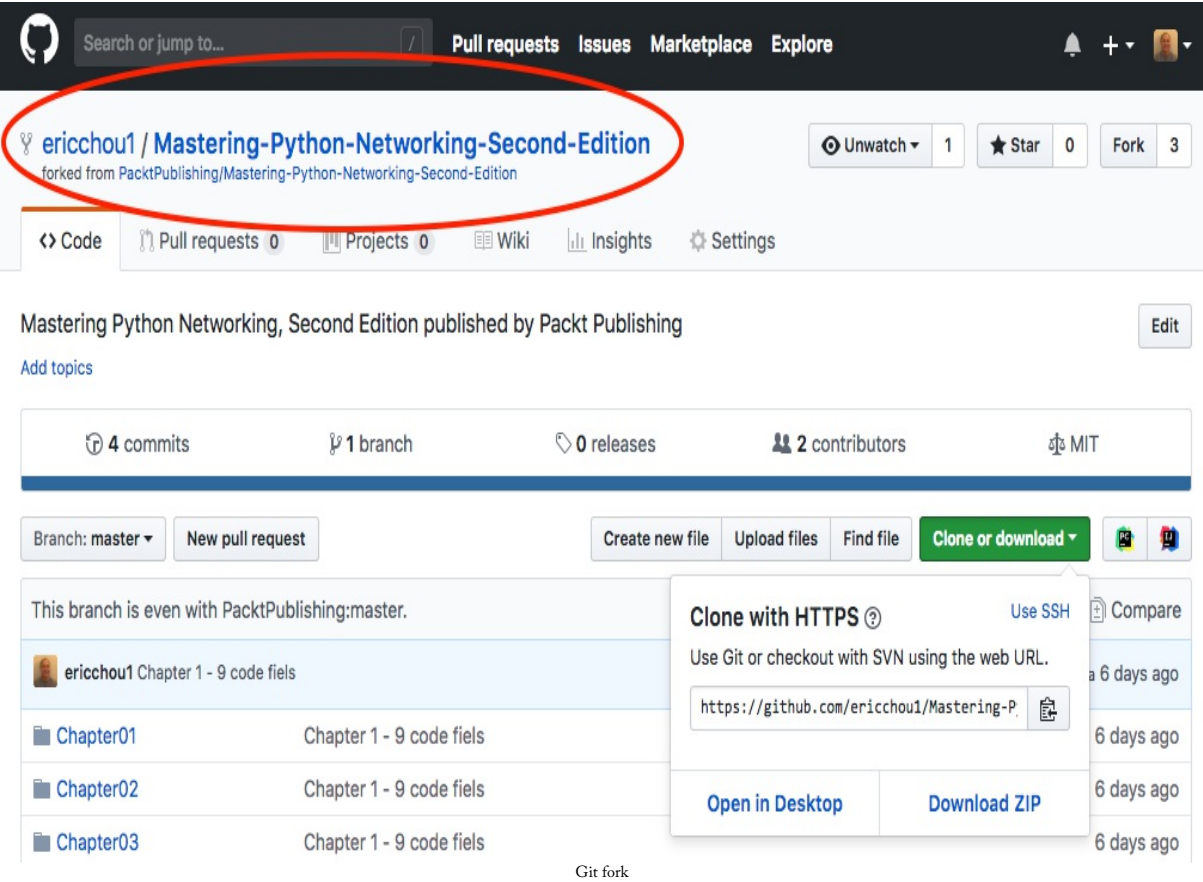 Search or jump to... / Pull requests Issues Marketplace Explore
ericchou1 / Mastering-Python-Networking-Second-Edition Unwatch 1 Star 0 Fork 3
forked from PacktPublishing/Mastering-Python-Networking-Second-Edition
<> Code Pull requests 0 Projects 0 Wiki Insights Settings
Mastering Python Networking, Second Edition published by Packt Publishing Edit
Add topics
4 commits 1 branch 0 releases 2 contributors MIT
Branch: master New pull request Create new file Upload files Find file Clone or download PC IJ
This branch is even with PacktPublishing:master. Compare
Clone with HTTPS Use SSH
Use Git or checkout with SVN using the web URL.
ericchou1 Chapter 1 - 9 code fiels a 6 days ago
https://github.com/ericchou1/Mastering-P
Chapter01 Chapter 1 - 9 code fiels 6 days ago
Chapter02 Chapter 1 - 9 code fiels 6 days ago
Open in Desktop Download ZIP
Chapter03 Chapter 1 - 9 code fiels 6 days ago
Git fork